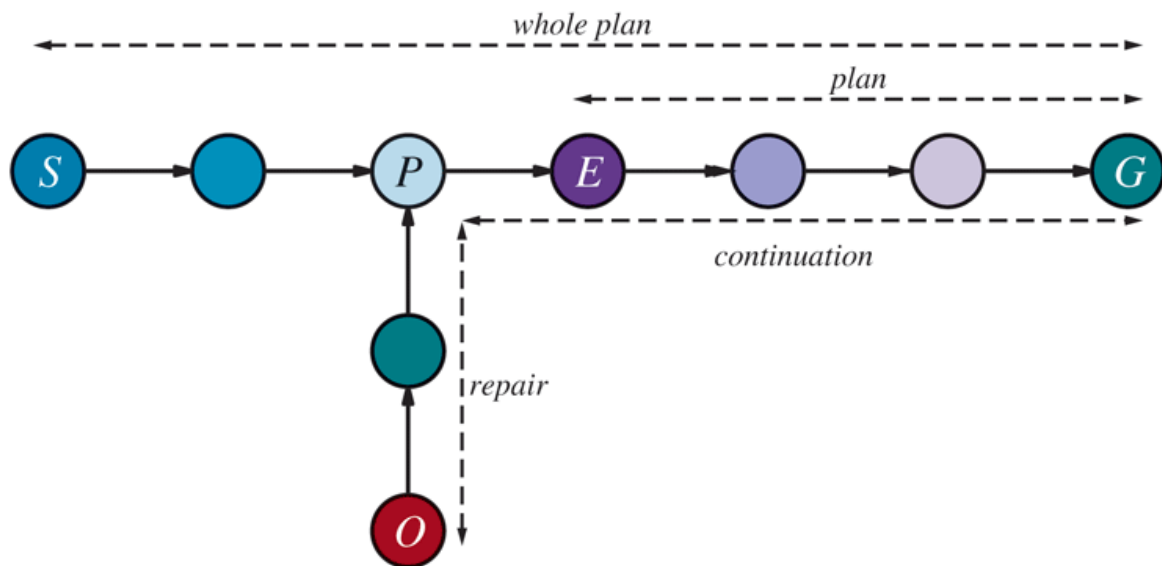 whole plan
plan
S P E G
continuation
repair
O